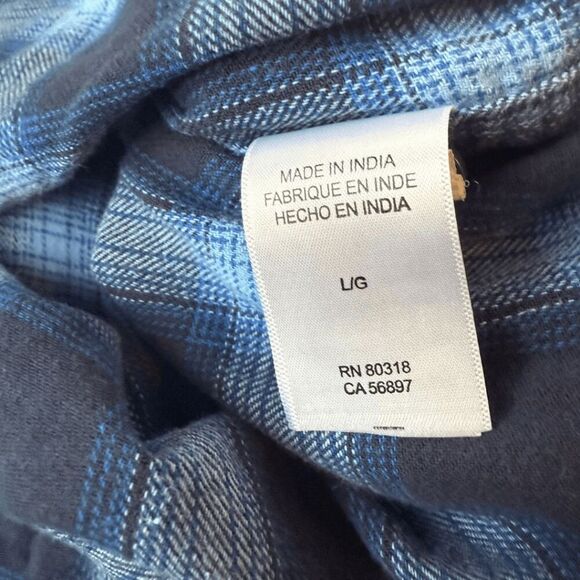 MADE IN INDIA
FABRIQUE EN INDE
HECHO EN INDIA
L/G
RN 80318
CA 56897